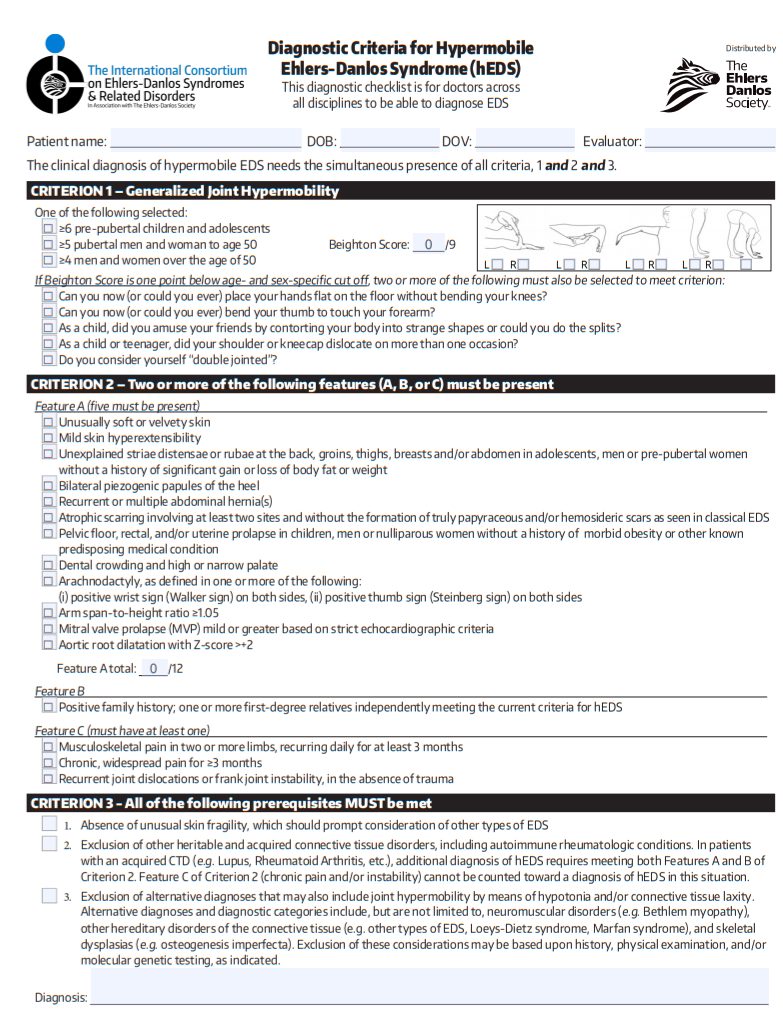 Diagnostic Criteria for Hypermobile
Ehlers-Danlos Syndrome (hEDS)
This diagnostic checklist is for doctors across
all disciplines to be able to diagnose EDS
The International Consortium
on Ehlers-Danlos Syndromes
& Related Disorders
In Association with The Ehlers-Danlos Society
Distributed by
The
Ehlers
Danlos
Society.
Patient name: DOB: DOV: Evaluator:
The clinical diagnosis of hypermobile EDS needs the simultaneous presence of all criteria, 1 and 2 and 3.
CRITERION 1 – Generalized Joint Hypermobility
One of the following selected:
≥6 pre-pubertal children and adolescents
≥5 pubertal men and woman to age 50
≥4 men and women over the age of 50
Beighton Score: 0 /9
L R L R L R L R
If Beighton Score is one point below age- and sex-specific cut off, two or more of the following must also be selected to meet criterion:
Can you now (or could you ever) place your hands flat on the floor without bending your knees?
Can you now (or could you ever) bend your thumb to touch your forearm?
As a child, did you amuse your friends by contorting your body into strange shapes or could you do the splits?
As a child or teenager, did your shoulder or kneecap dislocate on more than one occasion?
Do you consider yourself “double jointed”?
CRITERION 2 – Two or more of the following features (A, B, or C) must be present
Feature A (five must be present)
Unusually soft or velvety skin
Mild skin hyperextensibility
Unexplained striae distensae or rubae at the back, groins, thighs, breasts and/or abdomen in adolescents, men or pre-pubertal women
without a history of significant gain or loss of body fat or weight
Bilateral piezogenic papules of the heel
Recurrent or multiple abdominal hernia(s)
Atrophic scarring involving at least two sites and without the formation of truly papyraceous and/or hemosideric scars as seen in classical EDS
Pelvic floor, rectal, and/or uterine prolapse in children, men or nulliparous women without a history of morbid obesity or other known
predisposing medical condition
Dental crowding and high or narrow palate
Arachnodactyly, as defined in one or more of the following:
(i) positive wrist sign (Walker sign) on both sides, (ii) positive thumb sign (Steinberg sign) on both sides
Arm span-to-height ratio ≥1.05
Mitral valve prolapse (MVP) mild or greater based on strict echocardiographic criteria
Aortic root dilatation with Z-score >+2
Feature A total: 0 /12
Feature B
Positive family history; one or more first-degree relatives independently meeting the current criteria for hEDS
Feature C (must have at least one)
Musculoskeletal pain in two or more limbs, recurring daily for at least 3 months
Chronic, widespread pain for ≥3 months
Recurrent joint dislocations or frank joint instability, in the absence of trauma
CRITERION 3 - All of the following prerequisites MUST be met
1. Absence of unusual skin fragility, which should prompt consideration of other types of EDS
2. Exclusion of other heritable and acquired connective tissue disorders, including autoimmune rheumatologic conditions. In patients
with an acquired CTD (e.g. Lupus, Rheumatoid Arthritis, etc.), additional diagnosis of hEDS requires meeting both Features A and B of
Criterion 2. Feature C of Criterion 2 (chronic pain and/or instability) cannot be counted toward a diagnosis of hEDS in this situation.
3. Exclusion of alternative diagnoses that may also include joint hypermobility by means of hypotonia and/or connective tissue laxity.
Alternative diagnoses and diagnostic categories include, but are not limited to, neuromuscular disorders (e.g. Bethlem myopathy),
other hereditary disorders of the connective tissue (e.g. other types of EDS, Loeys-Dietz syndrome, Marfan syndrome), and skeletal
dysplasias (e.g. osteogenesis imperfecta). Exclusion of these considerations may be based upon history, physical examination, and/or
molecular genetic testing, as indicated.
Diagnosis: